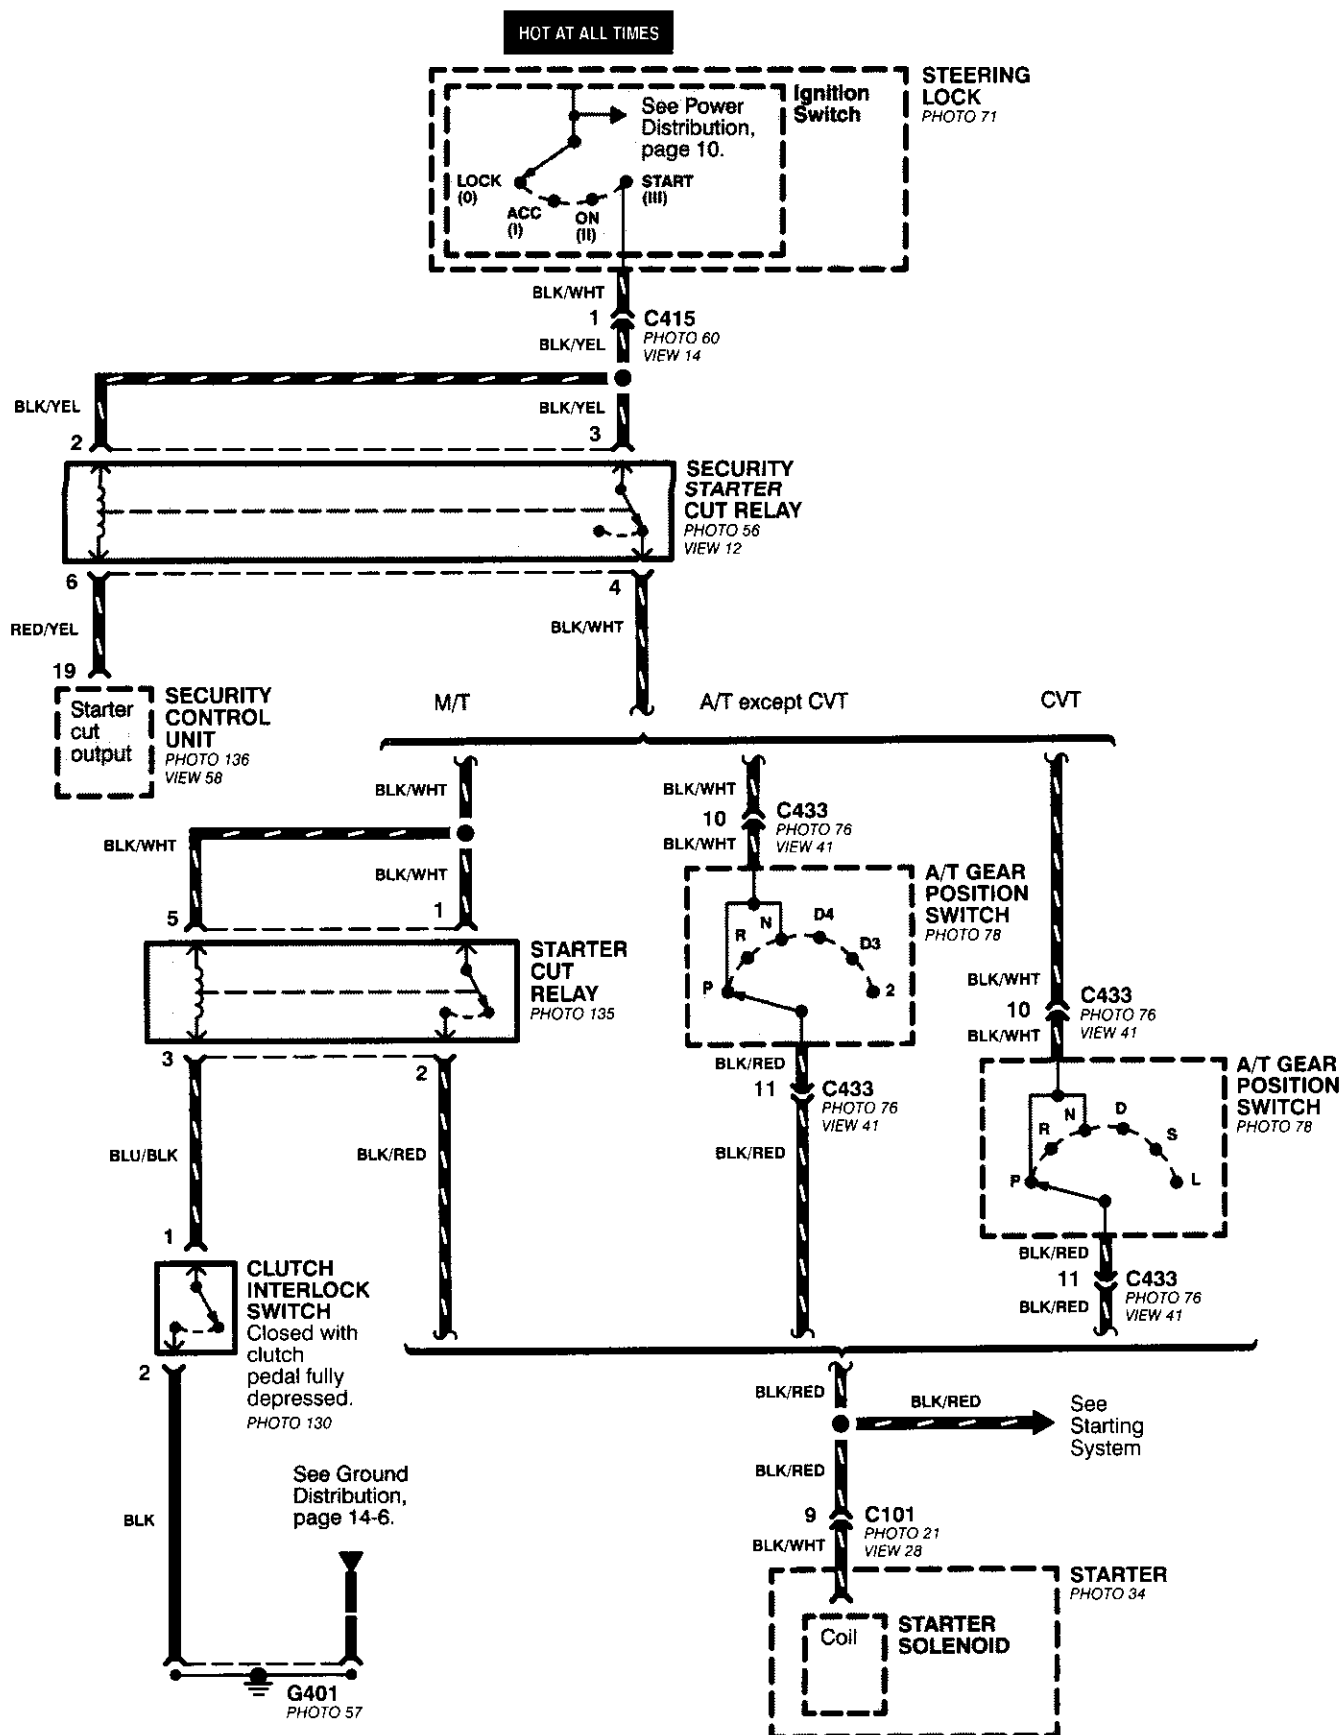 HOT AT ALL TIMES
STEERING
LOCK
PHOTO 71
Ignition
Switch
See Power
Distribution,
page 10.
LOCK
(0)
ACC
(I)
ON
(II)
START
(III)
BLK/WHT
1
C415
PHOTO 60
VIEW 14
BLK/YEL
BLK/YEL
BLK/YEL
2
3
SECURITY
STARTER
CUT RELAY
PHOTO 56
VIEW 12
6
4
RED/YEL
BLK/WHT
19
Starter
cut
output
SECURITY
CONTROL
UNIT
PHOTO 136
VIEW 58
M/T
A/T except CVT
CVT
BLK/WHT
BLK/WHT
BLK/WHT
5
1
STARTER
CUT
RELAY
PHOTO 135
3
2
BLU/BLK
BLK/RED
1
CLUTCH
INTERLOCK
SWITCH
Closed with
clutch
pedal fully
depressed.
PHOTO 130
2
BLK
See Ground
Distribution,
page 14-6.
G401
PHOTO 57
BLK/WHT
10
C433
PHOTO 76
VIEW 41
BLK/WHT
A/T GEAR
POSITION
SWITCH
PHOTO 78
P
R
N
D4
D3
2
BLK/RED
11
C433
PHOTO 76
VIEW 41
BLK/RED
BLK/WHT
10
C433
PHOTO 76
VIEW 41
BLK/WHT
A/T GEAR
POSITION
SWITCH
PHOTO 78
P
R
N
D
S
L
BLK/RED
11
C433
PHOTO 76
VIEW 41
BLK/RED
BLK/RED
BLK/RED
See
Starting
System
BLK/RED
9
C101
PHOTO 21
VIEW 28
BLK/WHT
STARTER
PHOTO 34
Coil
STARTER
SOLENOID